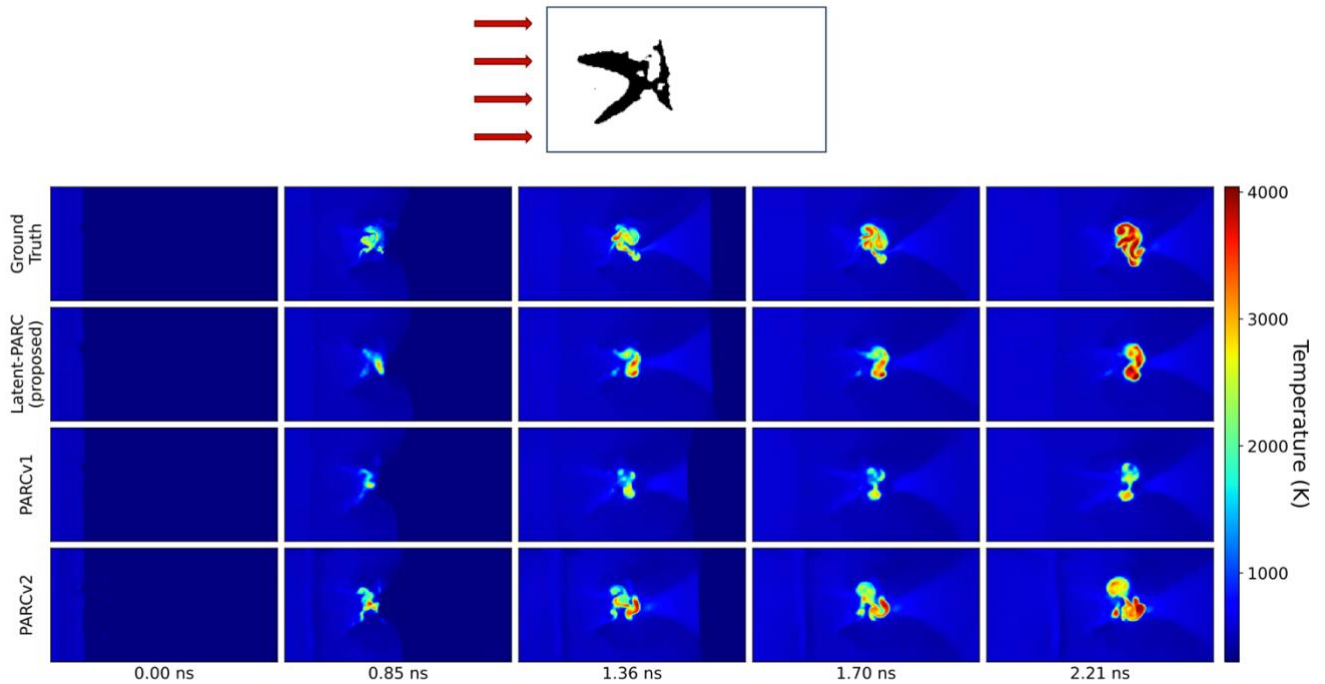 Ground
Truth
Latent-PARC
(proposed)
PARCv1
PARCv2
0.00 ns
0.85 ns
1.36 ns
1.70 ns
2.21 ns
4000
3000
2000
1000
Temperature (K)